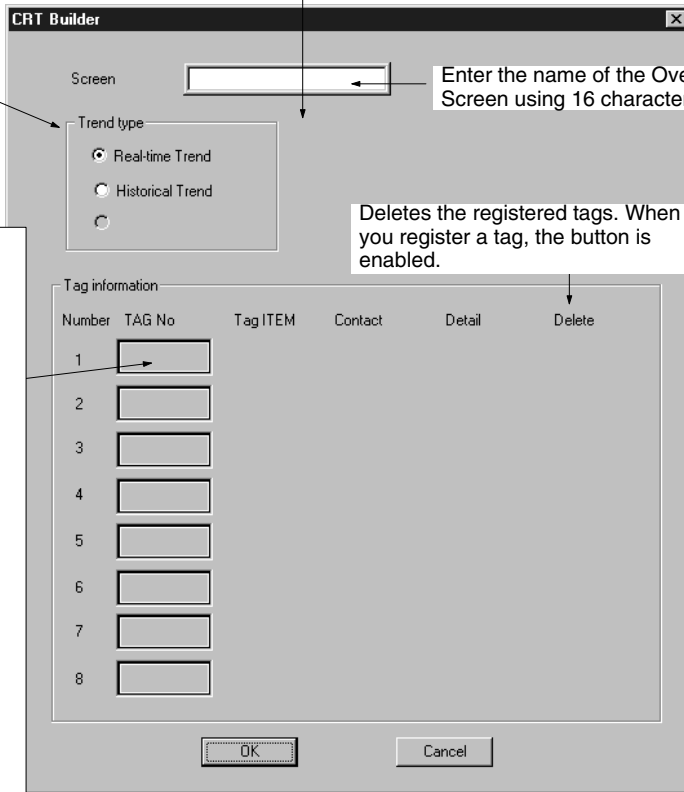 CRT Builder
Screen
Enter the name of the Ove
Screen using 16 character
Trend type
Real-time Trend
Historical Trend
Deletes the registered tags. When
you register a tag, the button is
enabled.
Tag information
Number TAG No Tag ITEM Contact Detail Delete
1
2
3
4
5
6
7
8
OK Cancel